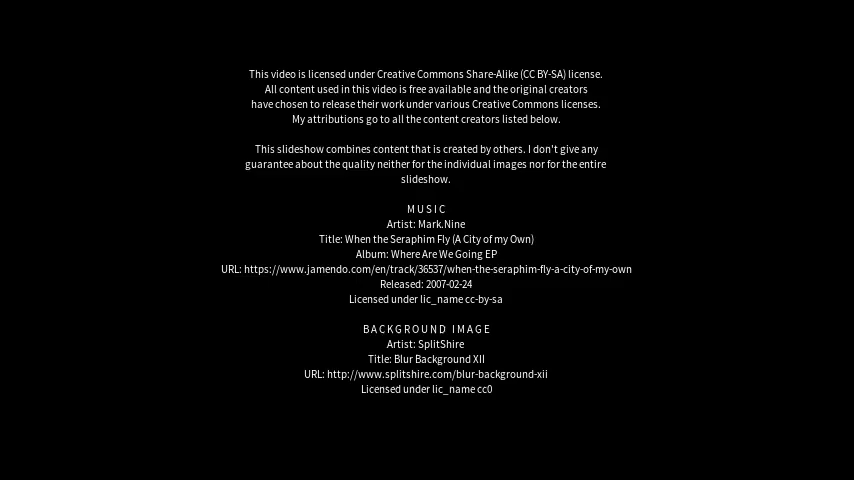 This video is licensed under Creative Commons Share-Alike (CC BY-SA) license.
All content used in this video is free available and the original creators
have chosen to release their work under various Creative Commons licenses.
My attributions go to all the content creators listed below.
This slideshow combines content that is created by others. I don't give any
guarantee about the quality neither for the individual images nor for the entire
slideshow.
MUSIC
Artist: Mark.Nine
Title: When the Seraphim Fly (A City of my Own)
Album: Where Are We Going EP
URL: https://www.jamendo.com/en/track/36537/when-the-seraphim-fly-a-city-of-my-own
Released: 2007-02-24
Licensed under lic_name cc-by-sa
BACKGROUND IMAGE
Artist: SplitShire
Title: Blur Background XII
URL: http://www.splitshire.com/blur-background-xii
Licensed under lic_name cc0